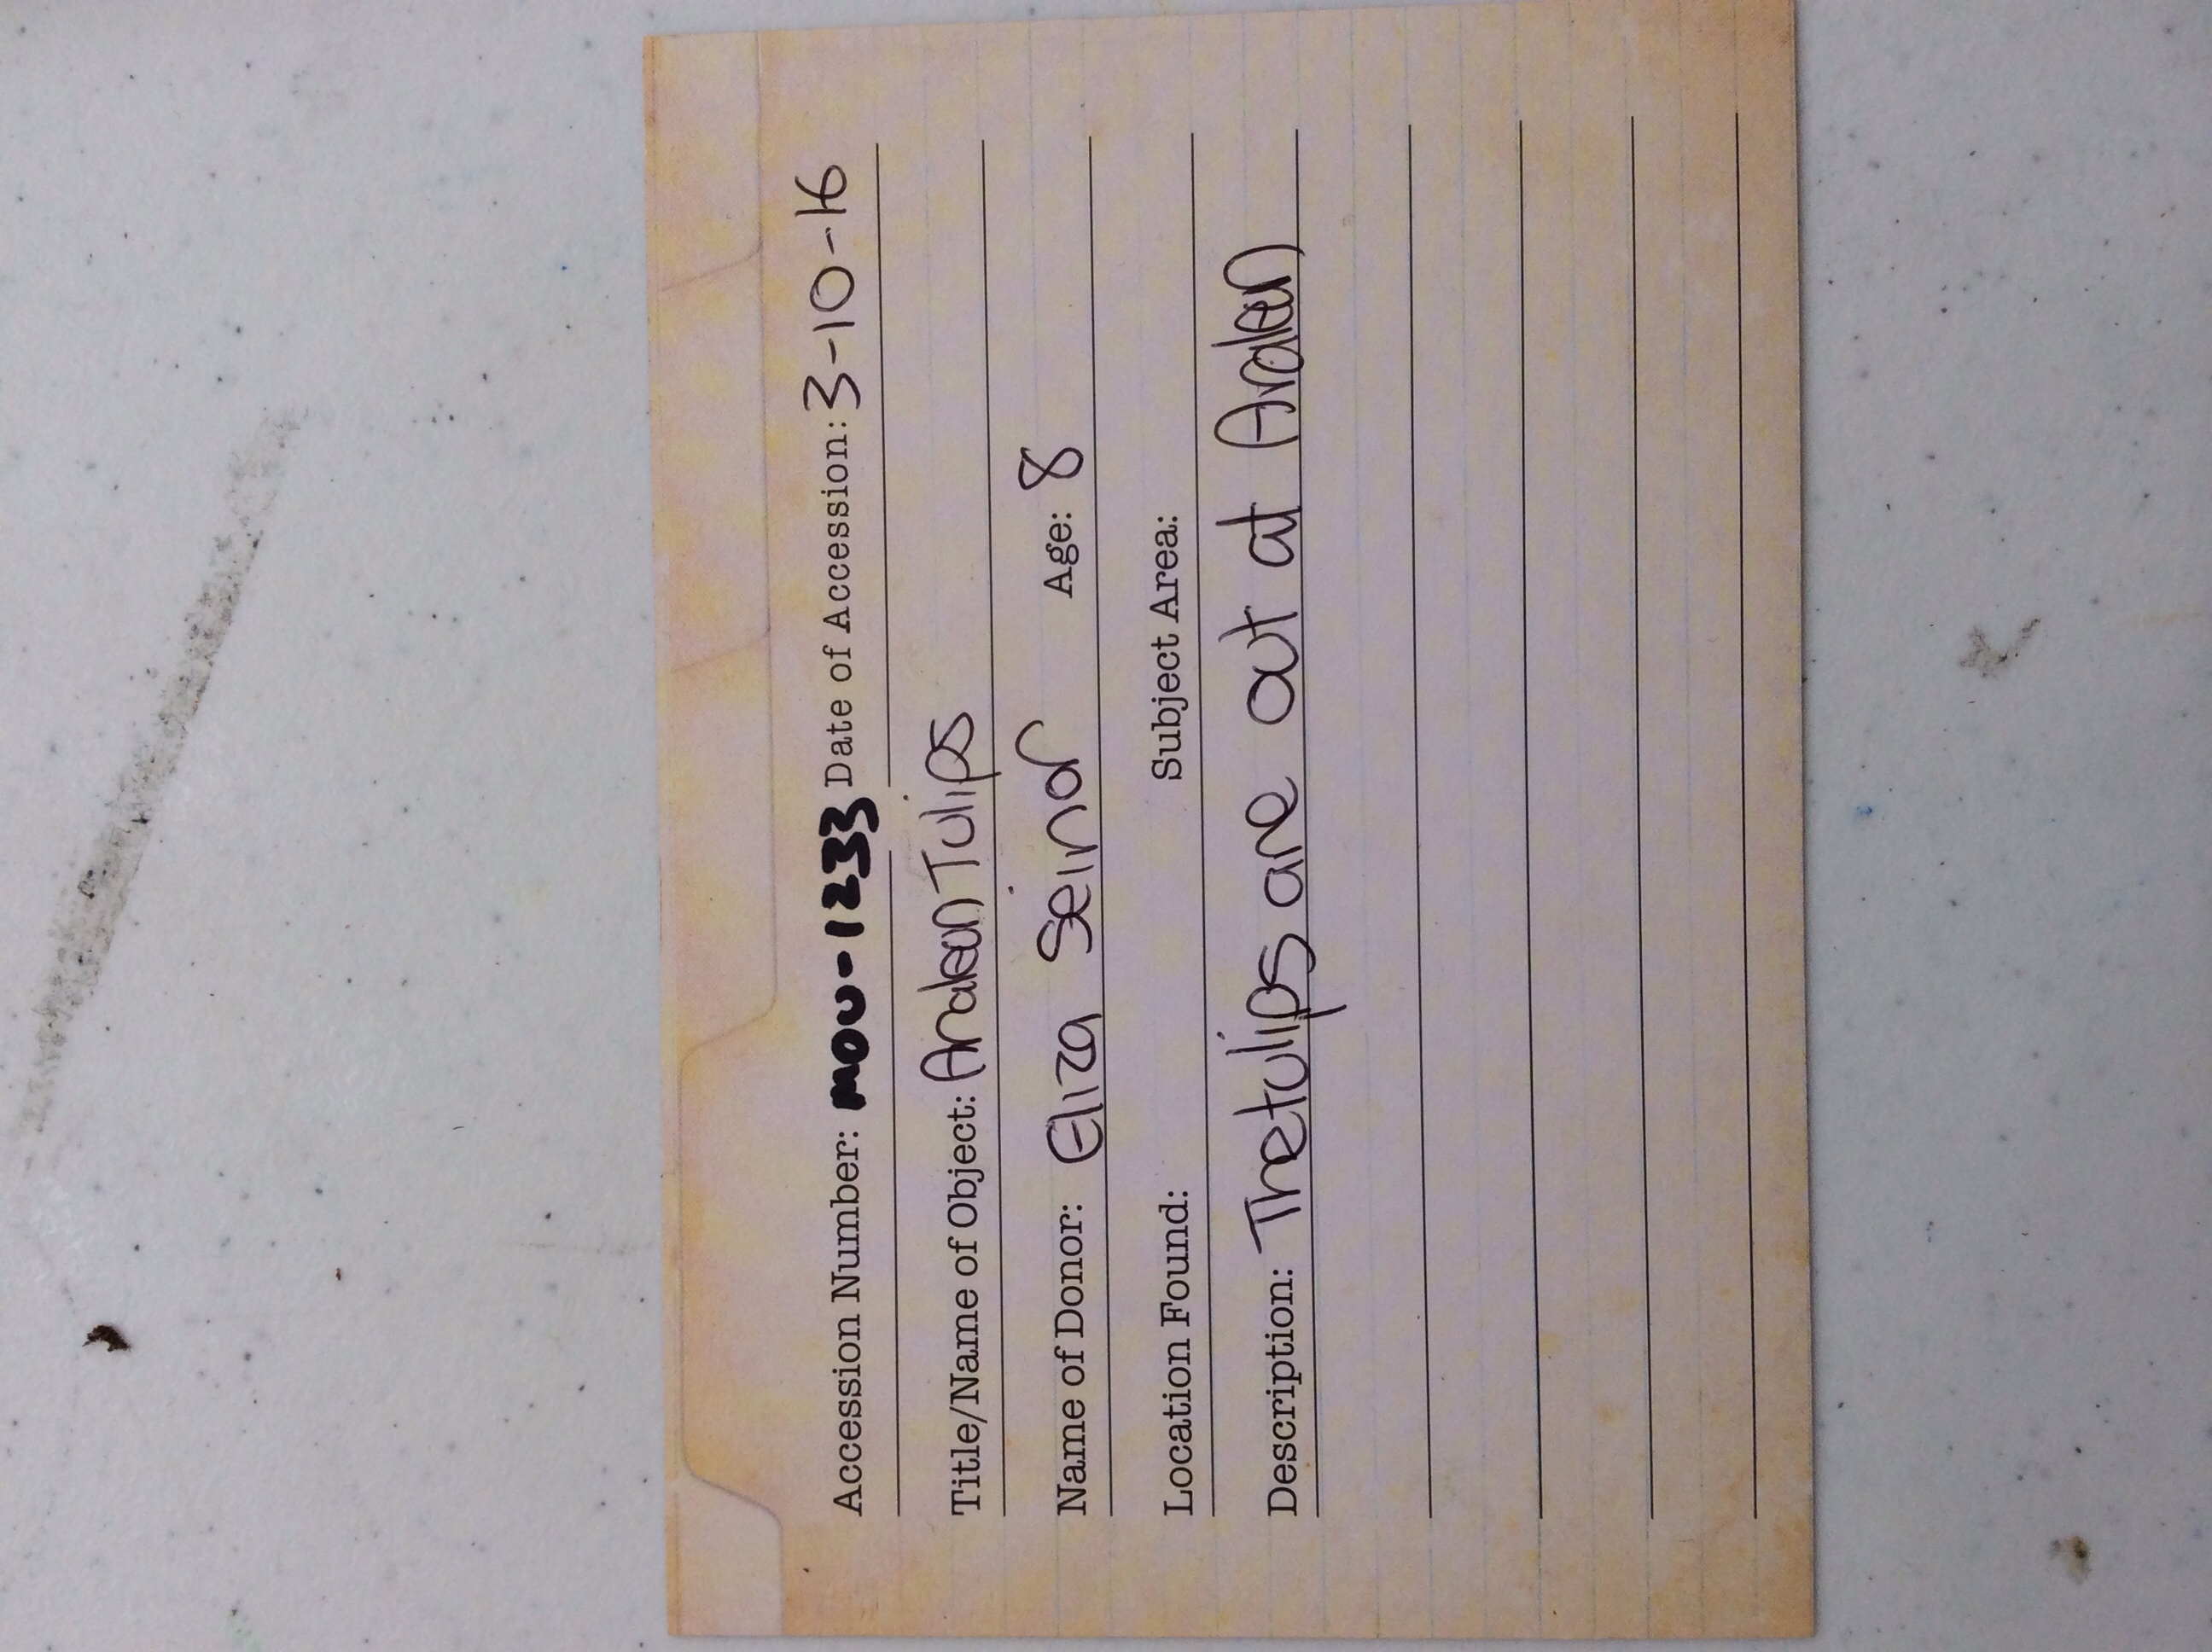 Accession Number: MOU-1233 Date of Accession: 3-10-16
Title/Name of Object: Aralen Tulips
Name of Donor: Eliza Seinor Age: 8
Location Found: Subject Area:
Description: The tulips are out at Aralen